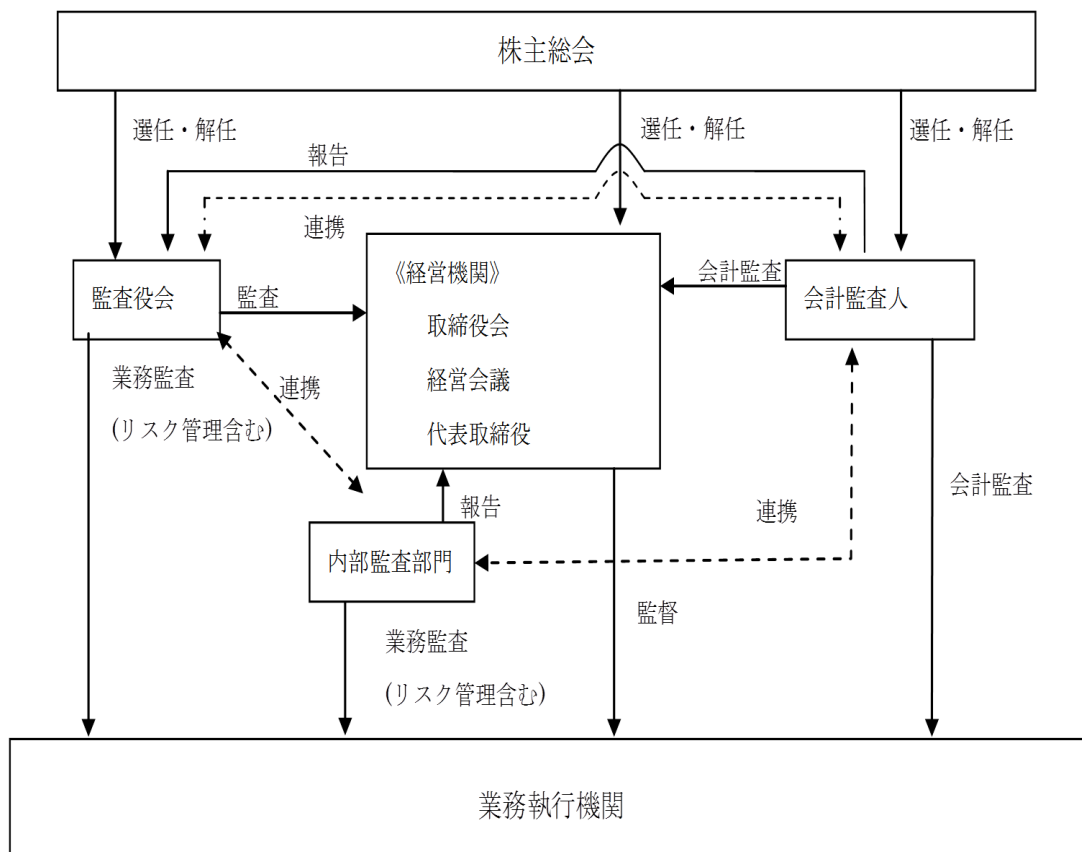 株主総会
選任・解任
選任・解任
選任・解任
報告
連携
監査役会
監査
《経営機関》
取締役会
経営会議
代表取締役
会計監査
会計監査人
業務監査
(リスク管理含む)
連携
報告
内部監査部門
連携
会計監査
業務監査
(リスク管理含む)
監督
業務執行機関